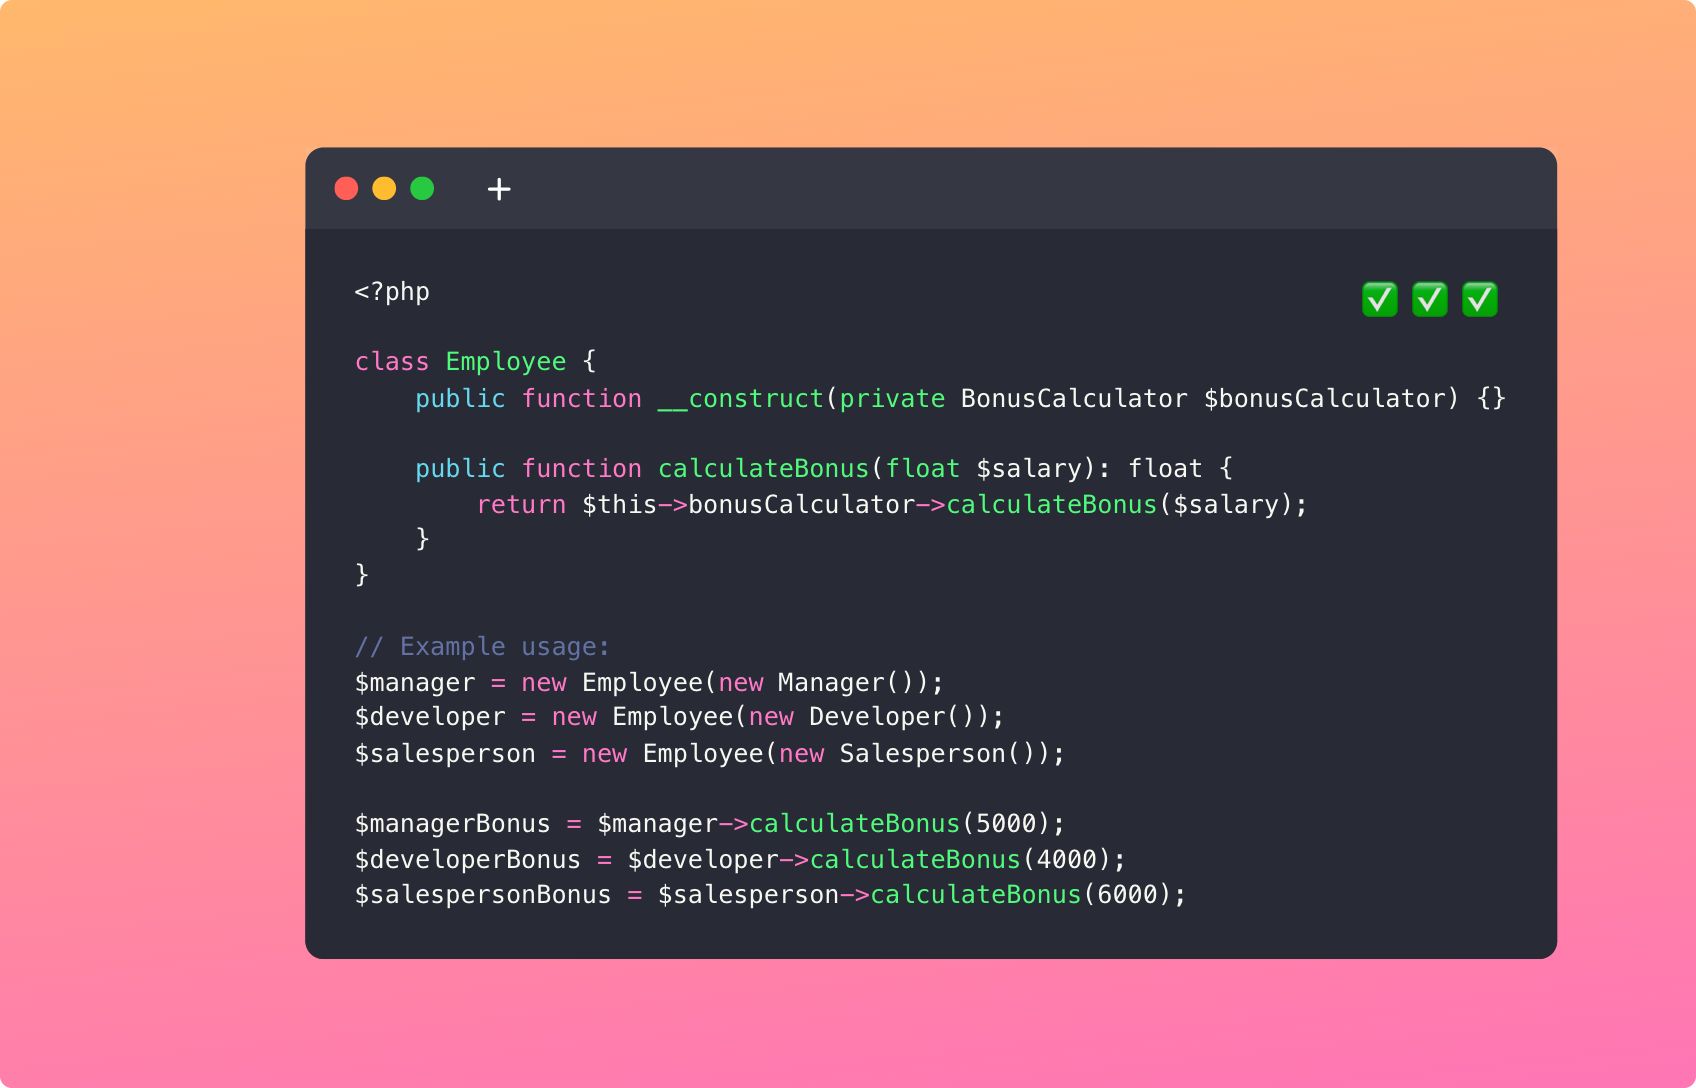 <?php ✅ ✅ ✅
class Employee {
public function __construct(private BonusCalculator $bonusCalculator) {}
public function calculateBonus(float $salary): float {
return $this->bonusCalculator->calculateBonus($salary);
}
}
// Example usage:
$manager = new Employee(new Manager());
$developer = new Employee(new Developer());
$salesperson = new Employee(new Salesperson());
$managerBonus = $manager->calculateBonus(5000);
$developerBonus = $developer->calculateBonus(4000);
$salespersonBonus = $salesperson->calculateBonus(6000);